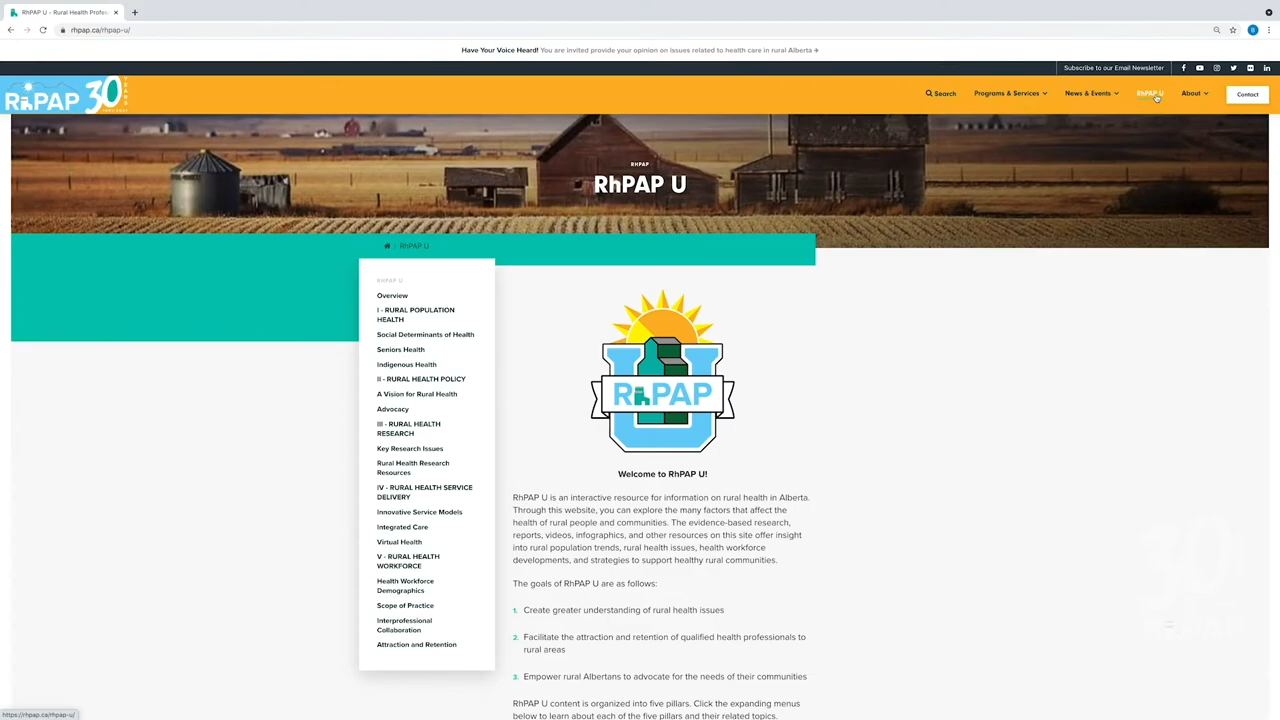 RhPAP U - Rural Health Profes
rhpap.ca/rhpap-u/
Have Your Voice Heard! You are invited provide your opinion on issues related to health care in rural Alberta
Subscribe to our Email Newsletter
RhPAP 30 YEARS
Search
Programs & Services
News & Events
RhPAP U
About
Contact
RHPAP
RhPAP U
/ RhPAP U
RHPAP U
Overview
I - RURAL POPULATION
HEALTH
Social Determinants of Health
Seniors Health
Indigenous Health
II - RURAL HEALTH POLICY
A Vision for Rural Health
Advocacy
III - RURAL HEALTH
RESEARCH
Key Research Issues
Rural Health Research
Resources
IV - RURAL HEALTH SERVICE
DELIVERY
Innovative Service Models
Integrated Care
Virtual Health
V - RURAL HEALTH
WORKFORCE
Health Workforce
Demographics
Scope of Practice
Interprofessional
Collaboration
Attraction and Retention
RhPAP
U
Welcome to RhPAP U!
RhPAP U is an interactive resource for information on rural health in Alberta.
Through this website, you can explore the many factors that affect the
health of rural people and communities. The evidence-based research,
reports, videos, infographics, and other resources on this site offer insight
into rural population trends, rural health issues, health workforce
developments, and strategies to support healthy rural communities.
The goals of RhPAP U are as follows:
1. Create greater understanding of rural health issues
2. Facilitate the attraction and retention of qualified health professionals to
rural areas
3. Empower rural Albertans to advocate for the needs of their communities
RhPAP U content is organized into five pillars. Click the expanding menus
below to learn about each of the five pillars and their related topics.
https://rhpap.ca/rhpap-u/